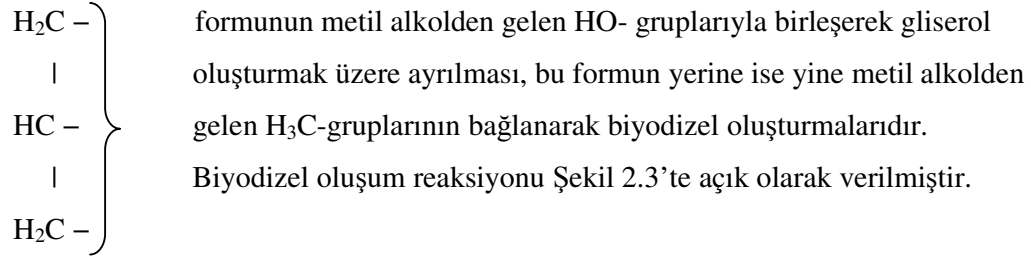 H₂C – formunun metil alkolden gelen HO- gruplarıyla birleşerek gliserol
| oluşturmak üzere ayrılması, bu formun yerine ise yine metil alkolden
HC – gelen H₃C-gruplarının bağlanarak biyodizel oluşturmalarıdır.
| Biyodizel oluşum reaksiyonu Şekil 2.3’te açık olarak verilmiştir.
H₂C –